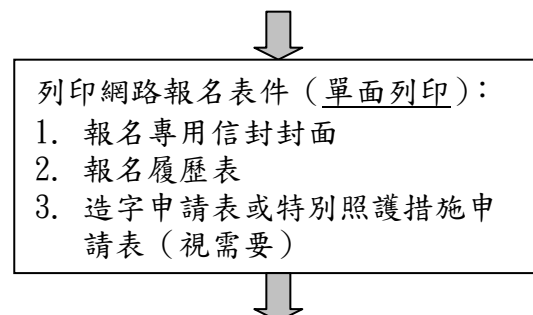 列印網路報名表件（單面列印）：
1. 報名專用信封封面
2. 報名履歷表
3. 造字申請表或特別照護措施申
請表（視需要）